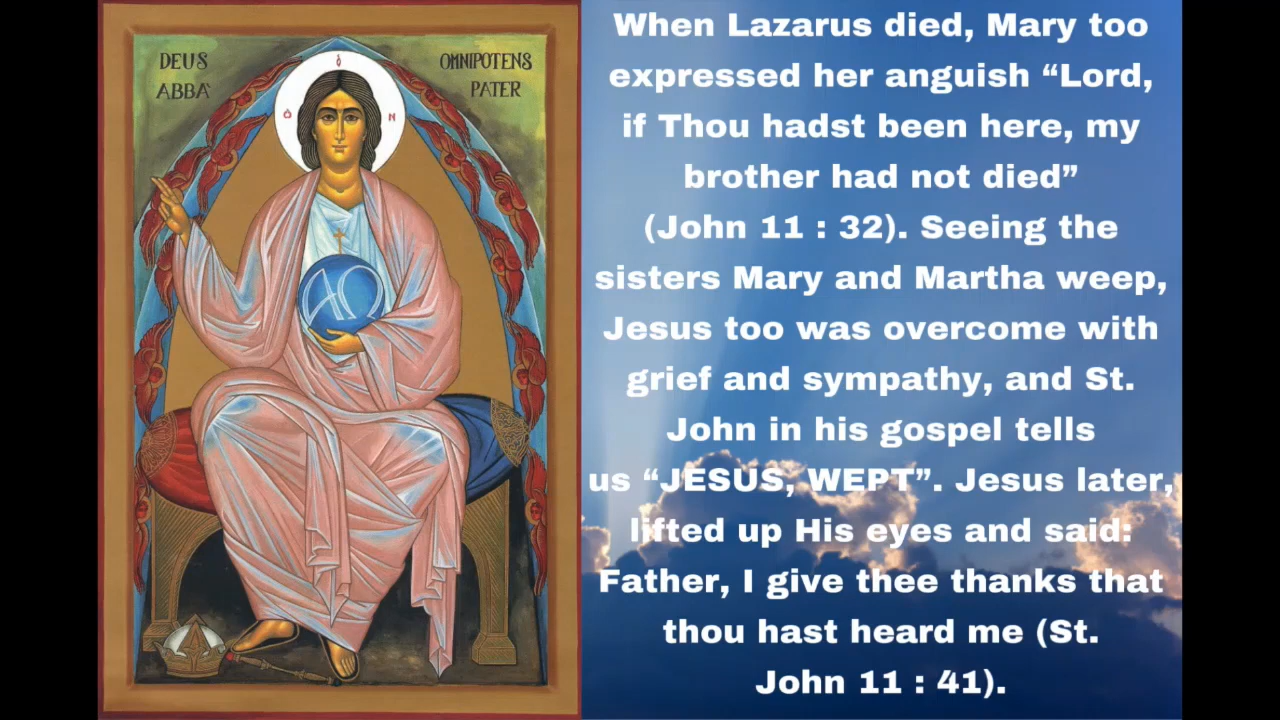 DEUS
ABBA
OMNIPOTENS
PATER
When Lazarus died, Mary too
expressed her anguish “Lord,
if Thou hadst been here, my
brother had not died”
(John 11 : 32). Seeing the
sisters Mary and Martha weep,
Jesus too was overcome with
grief and sympathy, and St.
John in his gospel tells
us “JESUS, WEPT”. Jesus later,
lifted up His eyes and said:
Father, I give thee thanks that
thou hast heard me (St.
John 11 : 41).